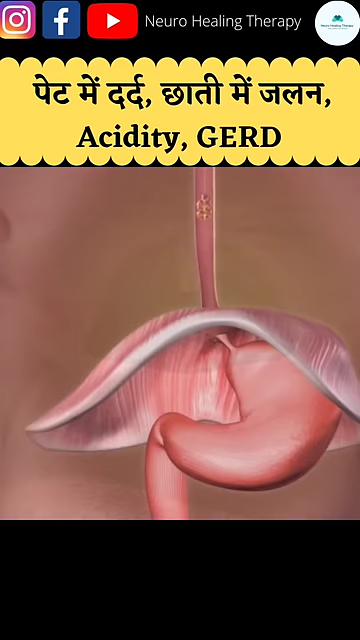 Neuro Healing Therapy
पेट में दर्द, छाती में जलन,
Acidity, GERD